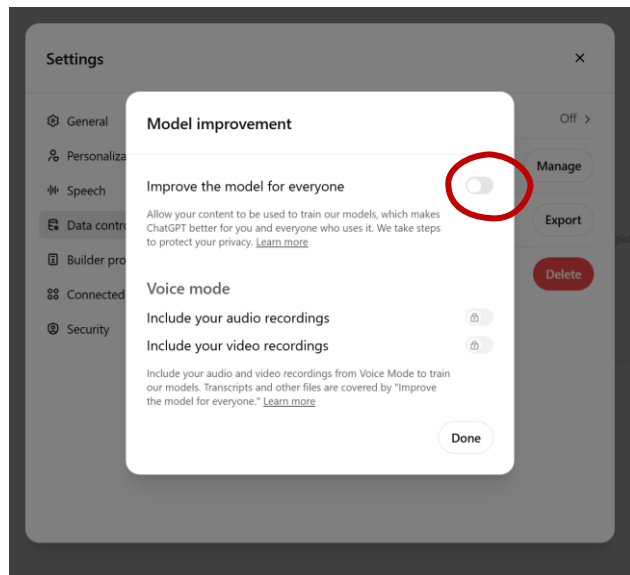 Settings
×
General
Personaliza
Speech
Data contro
Builder pro
Connected
Security
Off >
Manage
Export
Delete
Model improvement
Improve the model for everyone
Allow your content to be used to train our models, which makes
ChatGPT better for you and everyone who uses it. We take steps
to protect your privacy. Learn more
Voice mode
Include your audio recordings
Include your video recordings
Include your audio and video recordings from Voice Mode to train
our models. Transcripts and other files are covered by "Improve
the model for everyone." Learn more
Done